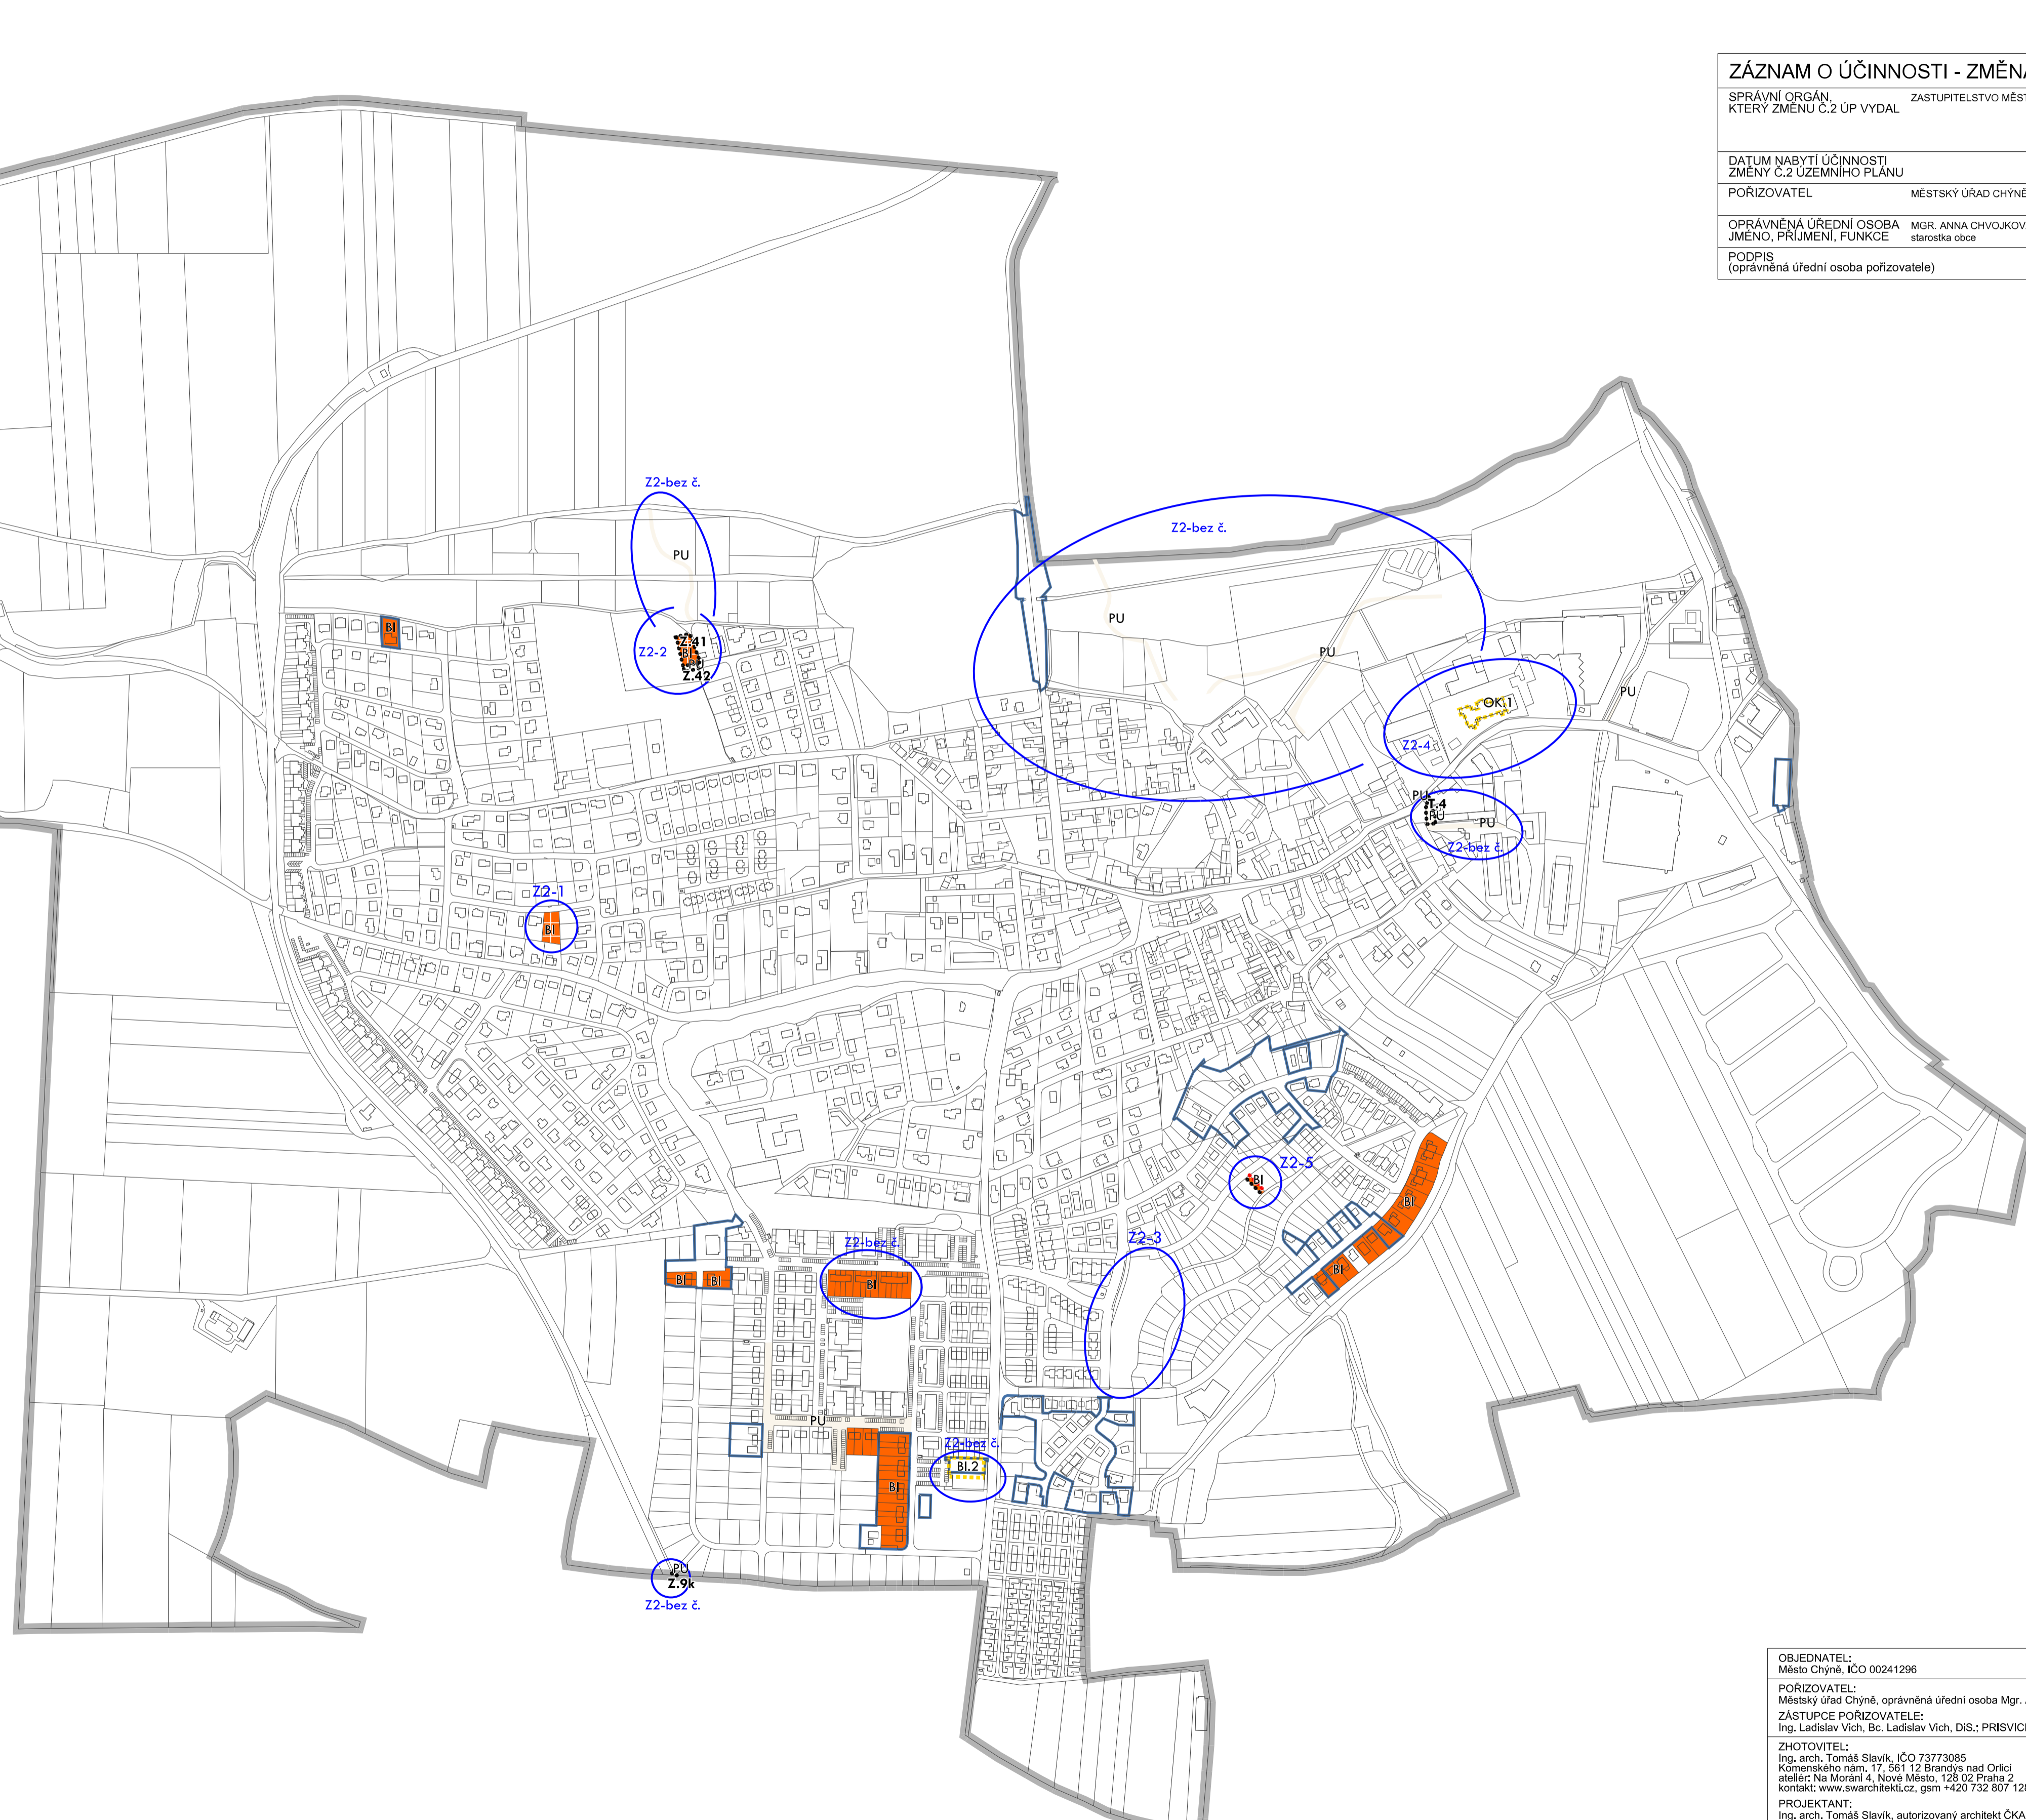 ZÁZNAM O ÚČINNOSTI - ZMĚNA
SPRÁVNÍ ORGÁN,
KTERÝ ZMĚNU Č.2 ÚP VYDAL
ZASTUPITELSTVO
DATUM NABYTÍ ÚČINNOSTI
ZMĚNY Č.2 ÚZEMNÍHO PLÁNU
POŘIZOVATEL
MĚSTSKÝ ÚŘAD CHÝNĚ
OPRÁVNĚNÁ ÚŘEDNÍ OSOBA
JMÉNO, PŘÍJMENÍ, FUNKCE
MGR. ANNA
starostka obce
PODPIS
(oprávněná úřední osoba pořizovatele)
Z2-bez č.
PU
Z2-bez č.
PU
BI
Z2-2
Z.41
BI
PU
Z.42
PU
PU
OK.1
Z2-4
PU
T.4
PU
PU
Z2-bez č.
Z2-1
BI
Z2-5
BI
BI
Z2-3
Z2-bez č.
BI
BI
BI
BI
PU
Z2-bez č.
BI.2
BI
PU
Z.9k
Z2-bez č.
OBJEDNATEL:
Město Chýně, IČO 00241296
POŘIZOVATEL:
Městský úřad Chýně, oprávněná úřední osoba Mgr.
ZÁSTUPCE POŘIZOVATELE:
Ing. Ladislav Vich, Bc. Ladislav Vich, DiS.;
ZHOTOVITEL:
Ing. arch. Tomáš Slavík, IČO 73773085
Komenského nám. 17, 561 12 Brandýs nad Orlicí
ateliér: Na Moráni 4, Nové Město, 128 02 Praha 2
kontakt: www.swarchitekti.cz, gsm +420 732 807 128
PROJEKTANT:
Ing. arch. Tomáš Slavík, autorizovaný architekt ČKA